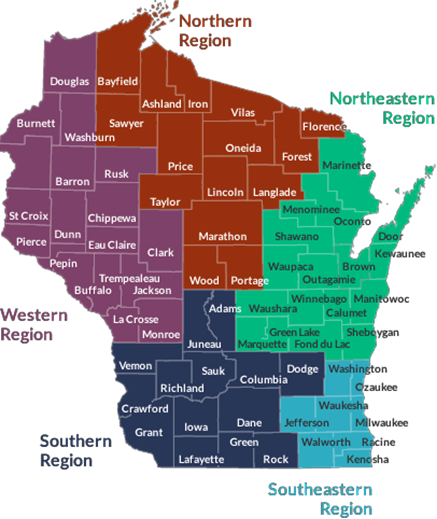 Northern
Region
Douglas
Bayfield
Ashland
Iron
Vilas
Northeastern
Region
Burnett
Washburn
Sawyer
Florence
Oneida
Forest
Marinette
Price
Rusk
Barron
Lincoln
Langlade
Taylor
St Croix
Chippewa
Menominee
Oconto
Dunn
Pierce
Eau Claire
Clark
Marathon
Shawano
Door
Kewaunee
Pepin
Waupaca
Brown
Trempealeau
Buffalo
Jackson
Wood
Portage
Outagamie
Western
Region
La Crosse
Monroe
Adams
Juneau
Waushara
Winnebago
Manitowoc
Calumet
Green Lake
Sheboygan
Marquette
Fond du Lac
Vernon
Sauk
Richland
Columbia
Dodge
Washington
Ozaukee
Crawford
Grant
Iowa
Dane
Jefferson
Waukesha
Milwaukee
Southern
Region
Green
Lafayette
Rock
Walworth
Racine
Kenosha
Southeastern
Region